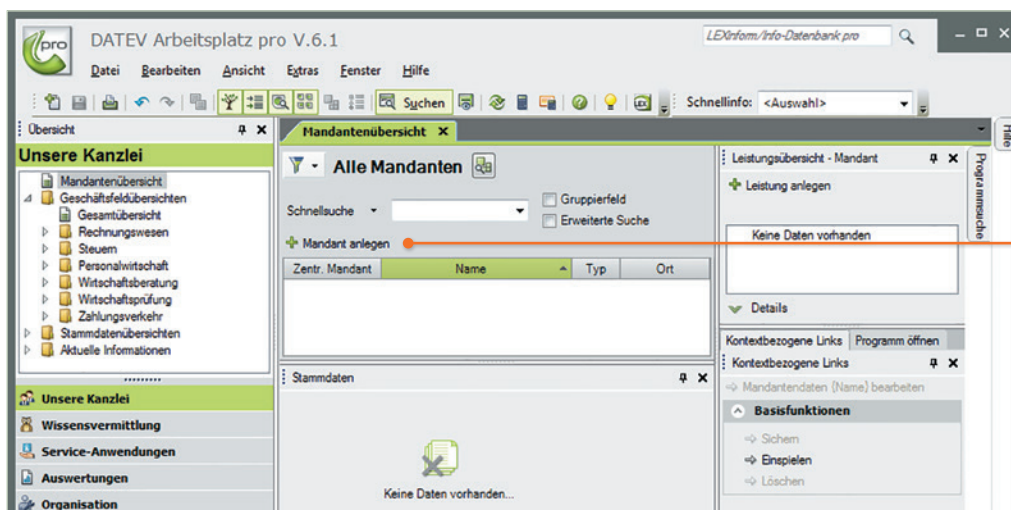 pro
DATEV Arbeitsplatz pro V.6.1
LEXinform/Info-Datenbank pro
Datei Bearbeiten Ansicht Extras Fenster Hilfe
Suchen
LEX
Schnellinfo: <Auswahl>
Übersicht
Unsere Kanzlei
Mandantenübersicht
Geschäftsfeldübersichten
Gesamtübersicht
Rechnungswesen
Steuern
Personalwirtschaft
Wirtschaftsberatung
Wirtschaftsprüfung
Zahlungsverkehr
Stammdatenübersichten
Aktuelle Informationen
Unsere Kanzlei
Wissensvermittlung
Service-Anwendungen
Auswertungen
Organisation
Mandantenübersicht
Alle Mandanten
Schnellsuche
Gruppierfeld
Erweiterte Suche
Mandant anlegen
Zentr. Mandant Name Typ Ort
Stammdaten
Keine Daten vorhanden...
Leistungsübersicht - Mandant
Leistung anlegen
Keine Daten vorhanden
Details
Kontextbezogene Links Programm öffnen
Kontextbezogene Links
Mandantendaten (Name) bearbeiten
Basisfunktionen
Sichern
Einspielen
Löschen
Hilfe
Programmsuche